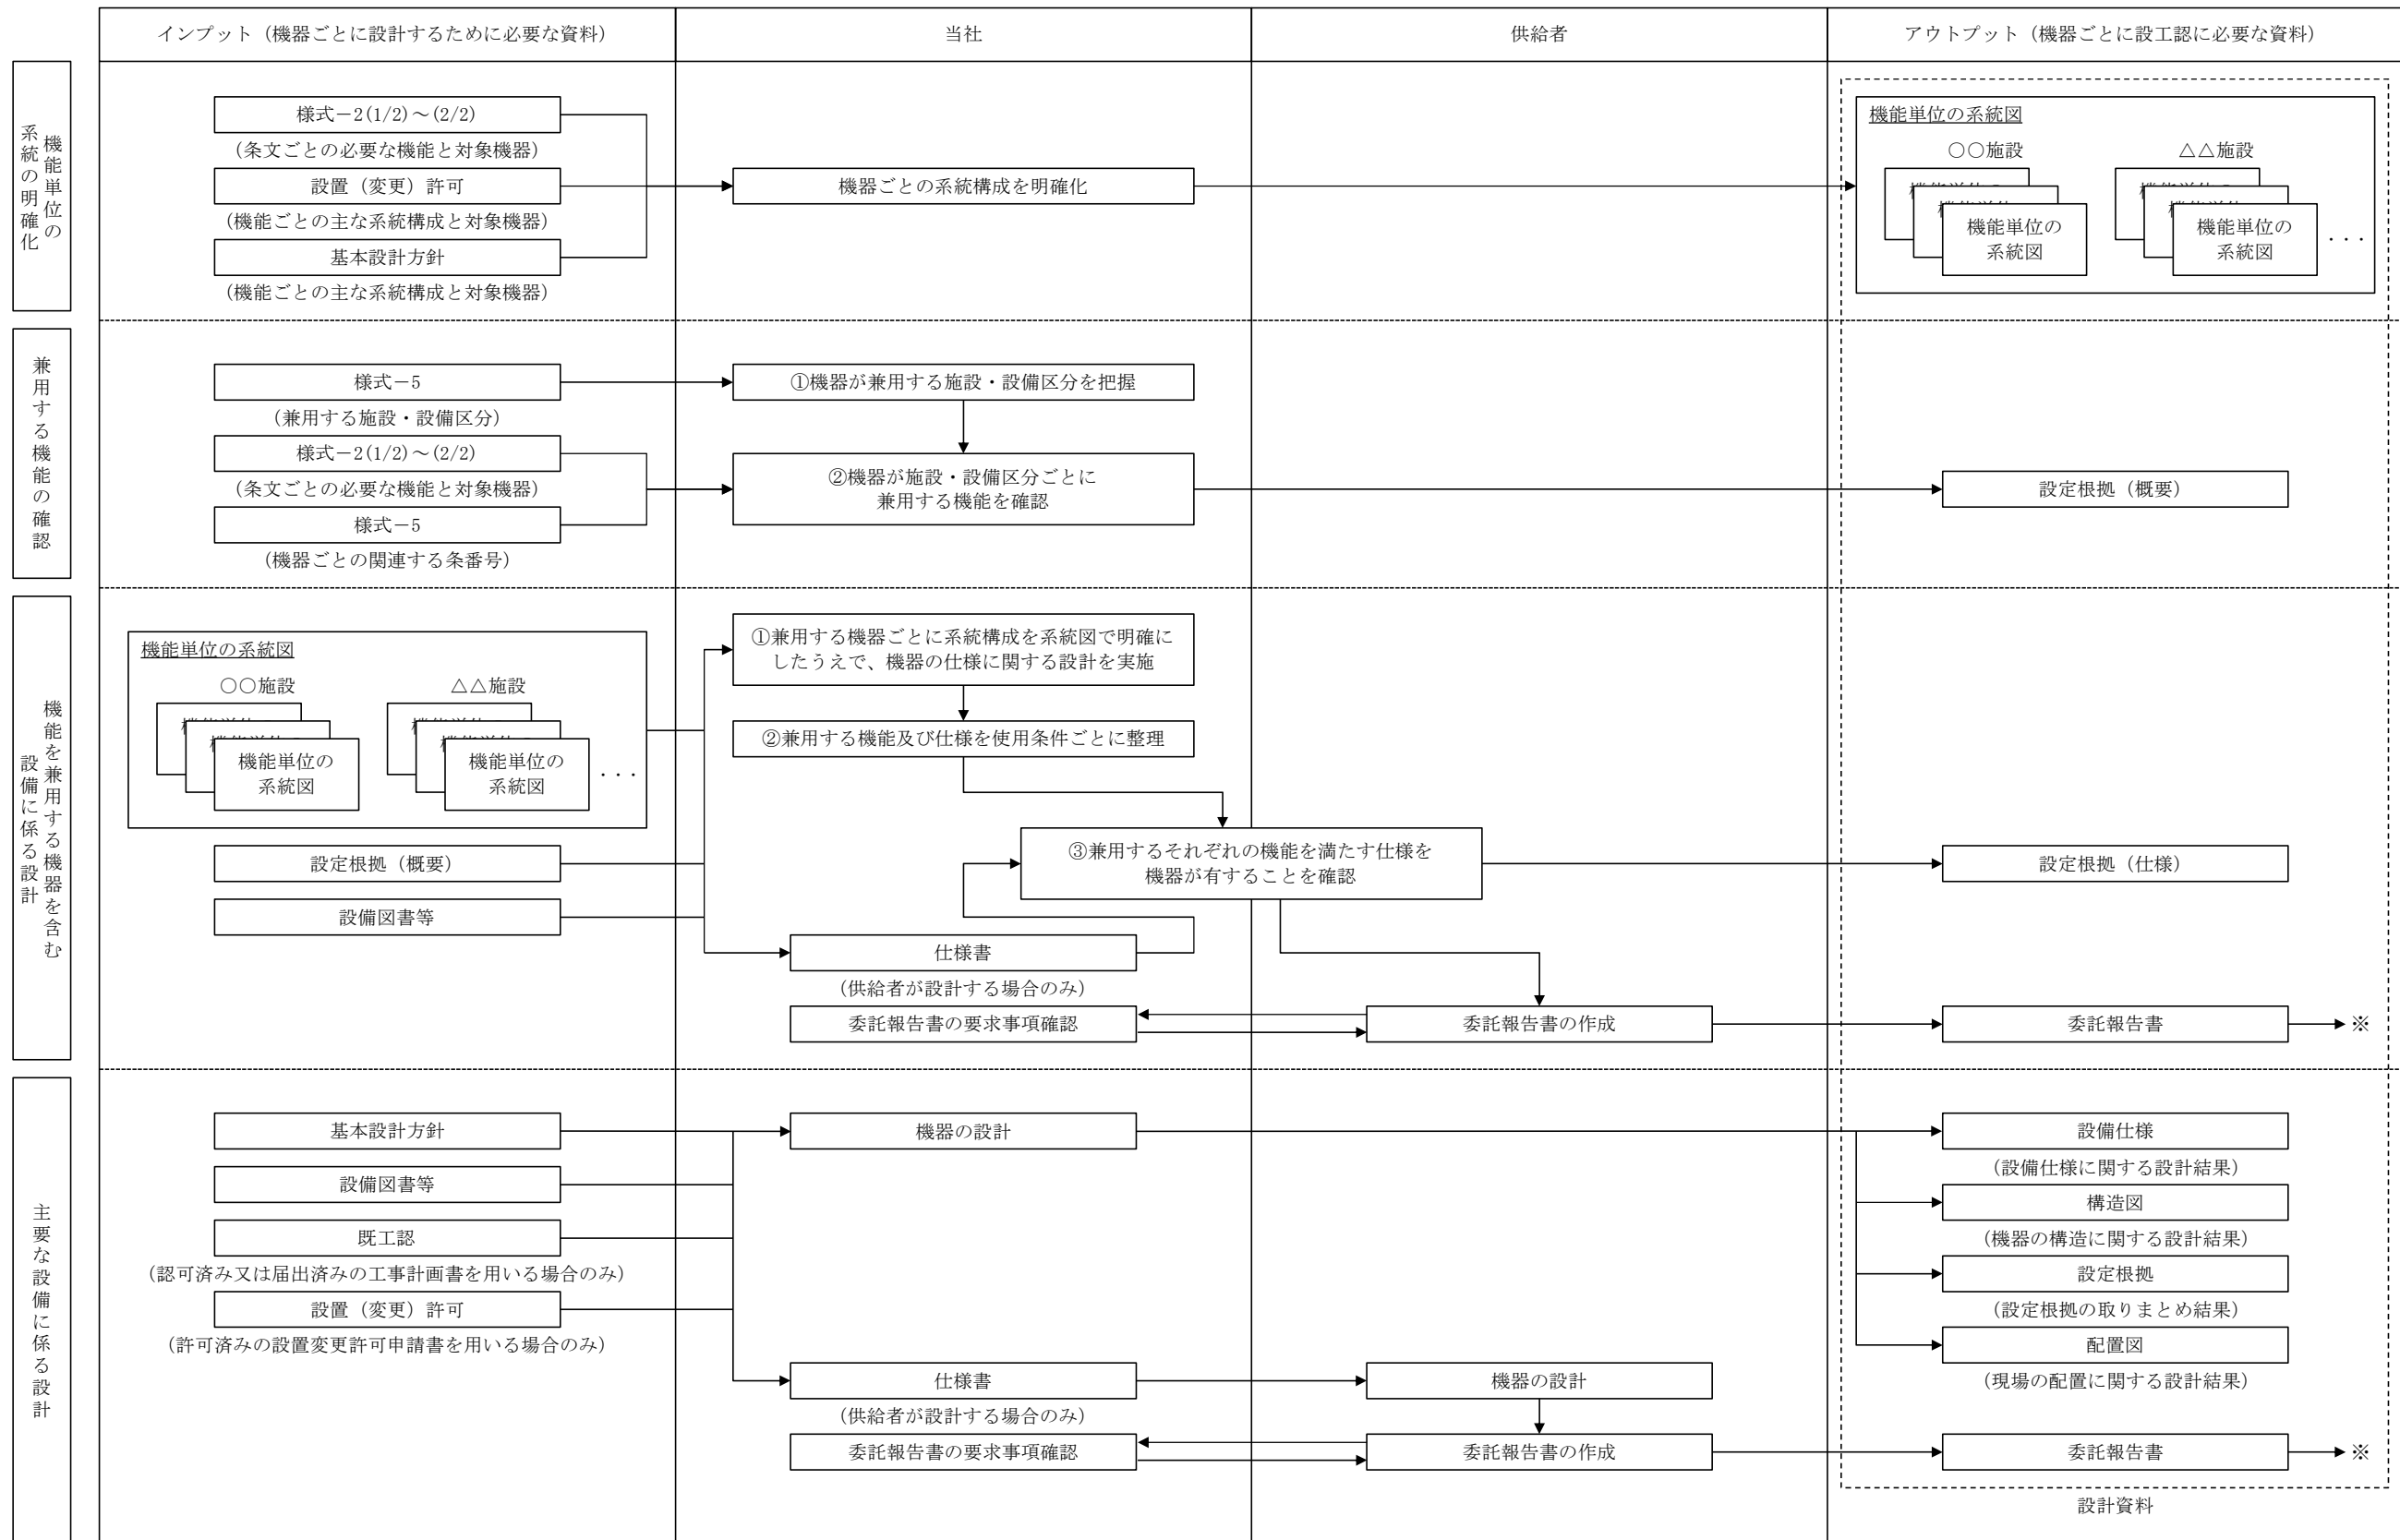 インプット（機器ごとに設計するために必要な資料）
当社
供給者
アウトプット（機器ごとに設工認に必要な資料）
機能単位の
系統の明確化
様式－2(1/2)～(2/2)
（条文ごとの必要な機能と対象機器）
設置（変更）許可
（機能ごとの主な系統構成と対象機器）
基本設計方針
（機能ごとの主な系統構成と対象機器）
機器ごとの系統構成を明確化
機能単位の系統図
○○施設
△△施設
機能単位の
系統図
機能単位の
系統図
・・・
兼用する機能の確認
様式－5
（兼用する施設・設備区分）
様式－2(1/2)～(2/2)
（条文ごとの必要な機能と対象機器）
様式－5
（機器ごとの関連する条番号）
①機器が兼用する施設・設備区分を把握
②機器が施設・設備区分ごとに
兼用する機能を確認
設定根拠（概要）
機能を兼用する機器を含む
設備に係る設計
機能単位の系統図
○○施設
△△施設
機能単位の
系統図
機能単位の
系統図
・・・
設定根拠（概要）
設備図書等
①兼用する機器ごとに系統構成を系統図で明確に
したうえで、機器の仕様に関する設計を実施
②兼用する機能及び仕様を使用条件ごとに整理
③兼用するそれぞれの機能を満たす仕様を
機器が有することを確認
設定根拠（仕様）
仕様書
（供給者が設計する場合のみ）
委託報告書の要求事項確認
委託報告書の作成
委託報告書
※
主要な設備に係る設計
基本設計方針
設備図書等
既工認
（認可済み又は届出済みの工事計画書を用いる場合のみ）
設置（変更）許可
（許可済みの設置変更許可申請書を用いる場合のみ）
機器の設計
設備仕様
（設備仕様に関する設計結果）
構造図
（機器の構造に関する設計結果）
設定根拠
（設定根拠の取りまとめ結果）
配置図
（現場の配置に関する設計結果）
仕様書
（供給者が設計する場合のみ）
機器の設計
委託報告書の要求事項確認
委託報告書の作成
委託報告書
※
設計資料